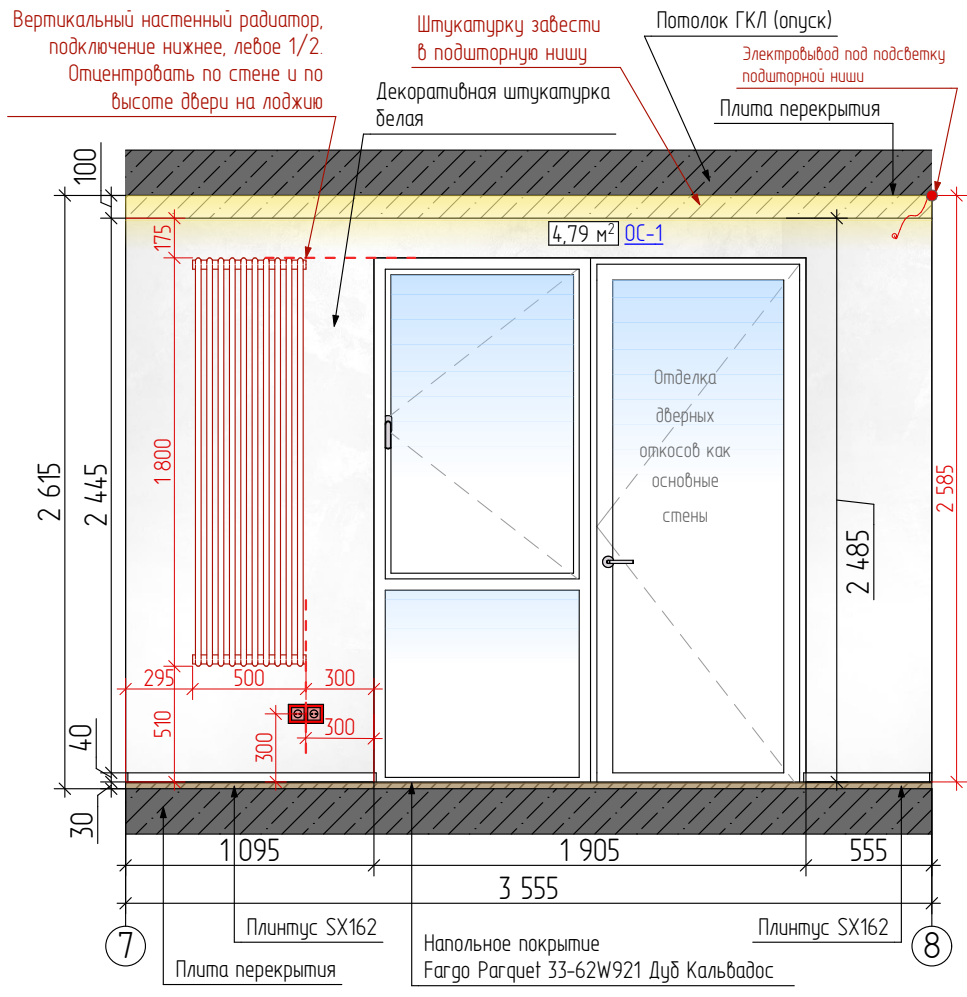 Вертикальный настенный радиатор,
подключение нижнее, левое 1/2.
Отцентровать по стене и по
высоте двери на лоджию
Штукатурку завести
в подшторную нишу
Потолок ГКЛ (опуск)
Электровывод под подсветку
подшторной ниши
Декоративная штукатурка
белая
Плита перекрытия
100
175
4,79 м² ОС-1
Отделка
дверных
откосов как
основные
стены
1 800
2 615
2 445
2 585
2 485
295
500
300
510
300
300
40
30
1 095
1 905
555
3 555
7
8
Плинтус SX162
Плинтус SX162
Плита перекрытия
Напольное покрытие
Fargo Parquet 33-62W921 Дуб Кальвадос